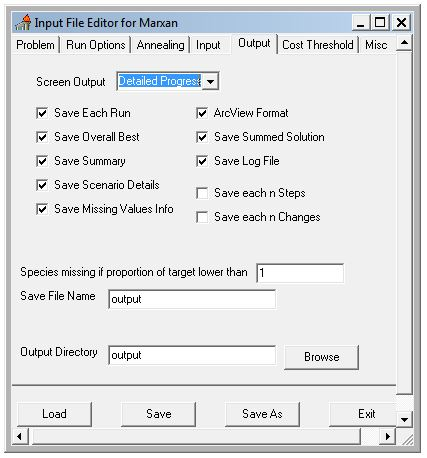 Input File Editor for Marxan
Problem Run Options Annealing Input Output Cost Threshold Misc
Screen Output Detailed Progress
Save Each Run ArcView Format
Save Overall Best Save Summed Solution
Save Summary Save Log File
Save Scenario Details Save each n Steps
Save Missing Values Info Save each n Changes
Species missing if proportion of target lower than 1
Save File Name output
Output Directory output Browse
Load Save Save As Exit